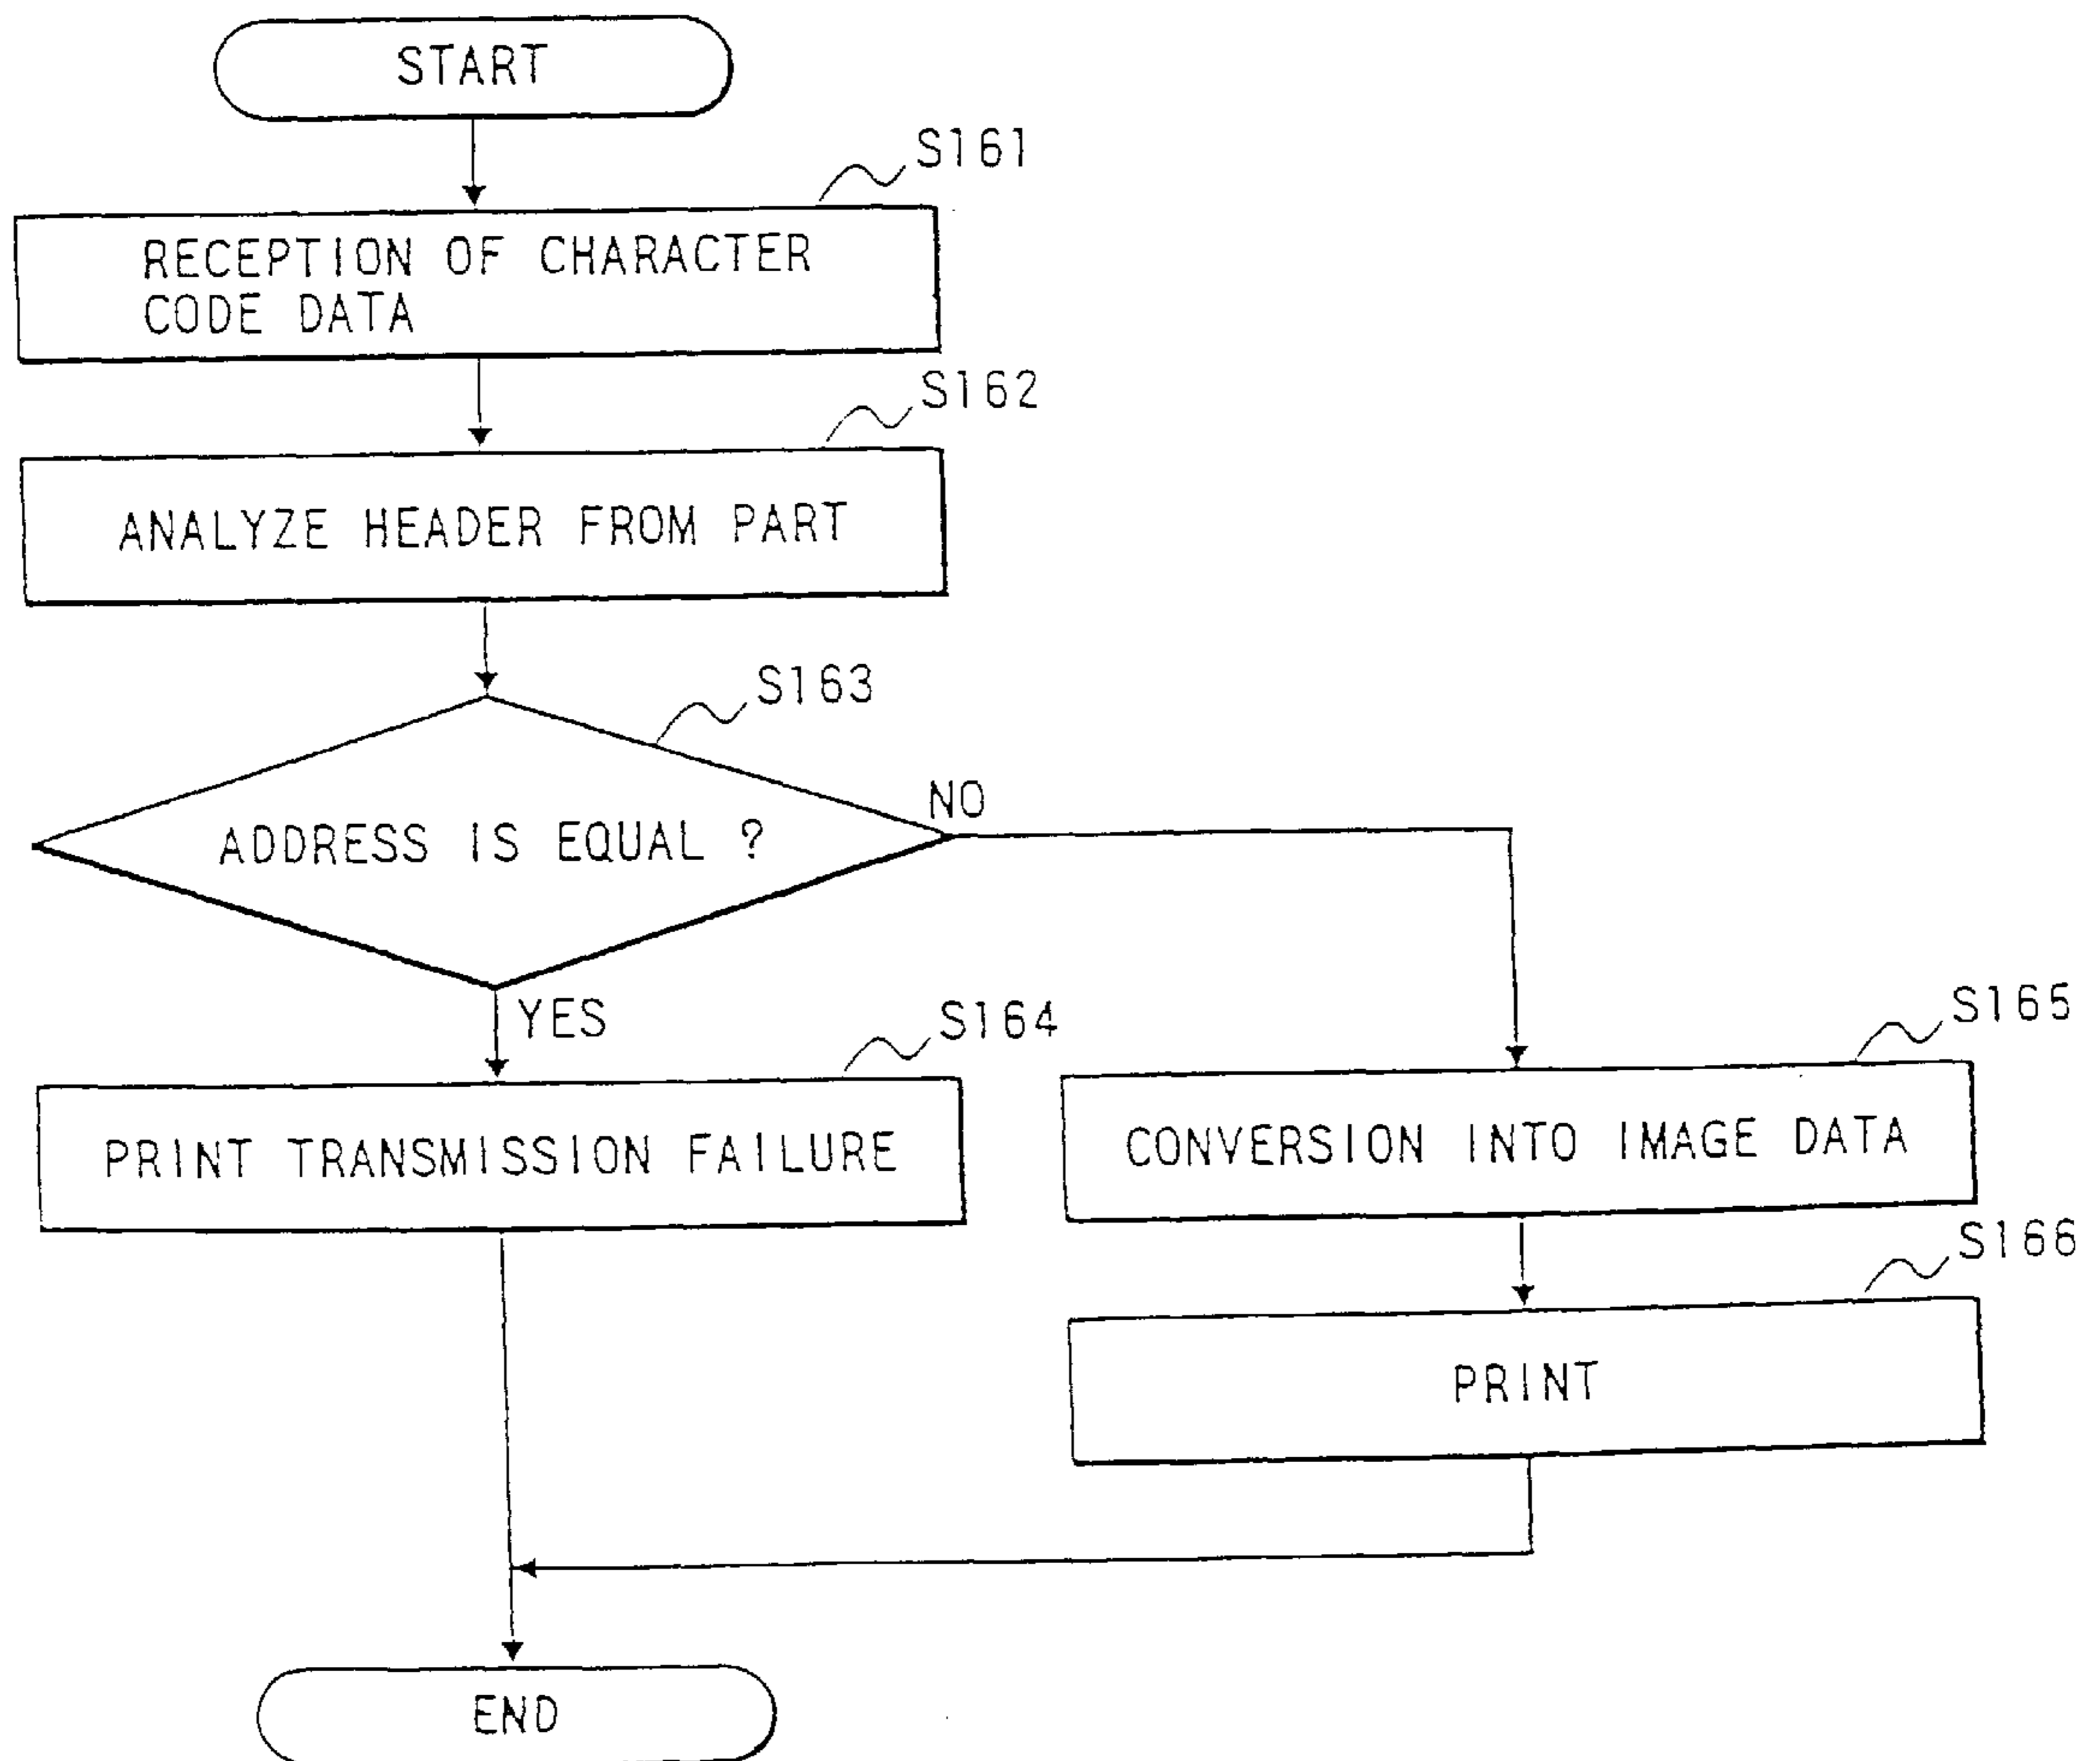 START
S161
RECEPTION OF CHARACTER
CODE DATA
S162
ANALYZE HEADER FROM PART
S163
ADDRESS IS EQUAL ?
NO
YES
S164
PRINT TRANSMISSION FAILURE
S165
CONVERSION INTO IMAGE DATA
S166
PRINT
END